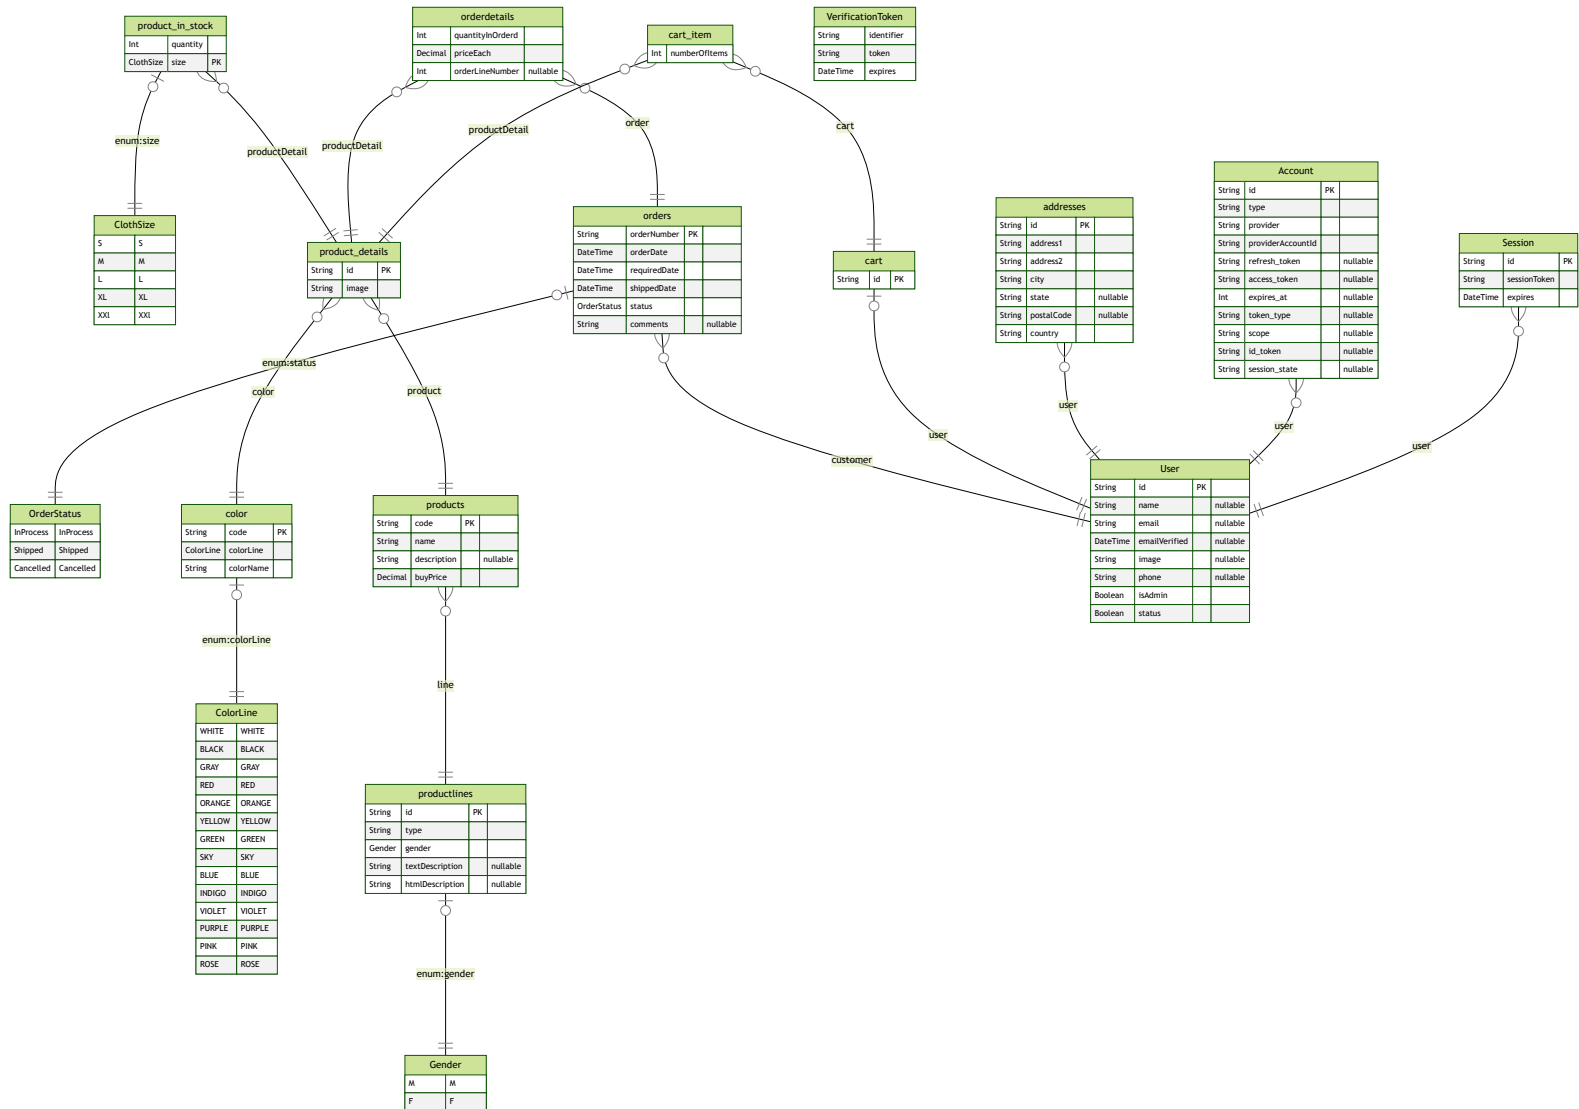 product_in_stock
Int quantity
ClothSize size PK
orderdetails
Int quantityInOrderd
Decimal priceEach
Int orderLineNumber nullable
cart_item
Int numberOfItems
VerificationToken
String identifier
String token
DateTime expires
enum:size
productDetail
productDetail
productDetail
order
cart
ClothSize
S S
M M
L L
XL XL
XXl XXl
product_details
String id PK
String image
orders
String orderNumber PK
DateTime orderDate
DateTime requiredDate
DateTime shippedDate
OrderStatus status
String comments nullable
cart
String id PK
addresses
String id PK
String address1
String address2
String city
String state nullable
String postalCode nullable
String country
Account
String id PK
String type
String provider
String providerAccountId
String refresh_token nullable
String access_token nullable
Int expires_at nullable
String token_type nullable
String scope nullable
String id_token nullable
String session_state nullable
Session
String id PK
String sessionToken
DateTime expires
enum:status
color
product
customer
user
user
user
user
OrderStatus
InProcess InProcess
Shipped Shipped
Cancelled Cancelled
color
String code PK
ColorLine colorLine
String colorName
products
String code PK
String name
String description nullable
Decimal buyPrice
User
String id PK
String name nullable
String email nullable
DateTime emailVerified nullable
String image nullable
String phone nullable
Boolean isAdmin
Boolean status
enum:colorLine
line
ColorLine
WHITE WHITE
BLACK BLACK
GRAY GRAY
RED RED
ORANGE ORANGE
YELLOW YELLOW
GREEN GREEN
SKY SKY
BLUE BLUE
INDIGO INDIGO
VIOLET VIOLET
PURPLE PURPLE
PINK PINK
ROSE ROSE
productlines
String id PK
String type
Gender gender
String textDescription nullable
String htmlDescription nullable
enum:gender
Gender
M M
F F